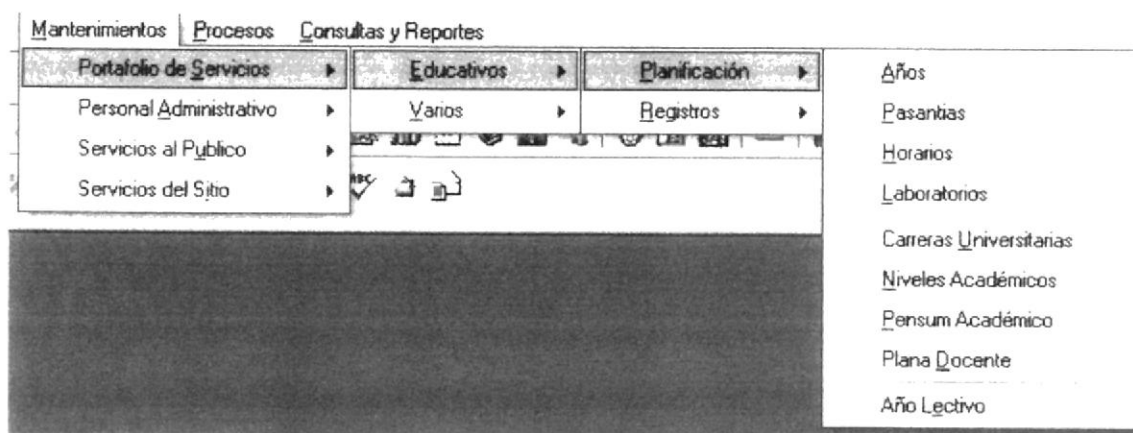 Mantenimientos Procesos Consultas y Reportes
Portafolio de Servicios Educativos Planificación Años
Personal Administrativo Varios Registros Pasantias
Servicios al Publico Horarios
Servicios del Sitio ABC Laboratorios
Carreras Universitarias
Niveles Académicos
Pensum Académico
Plana Docente
Año Lectivo